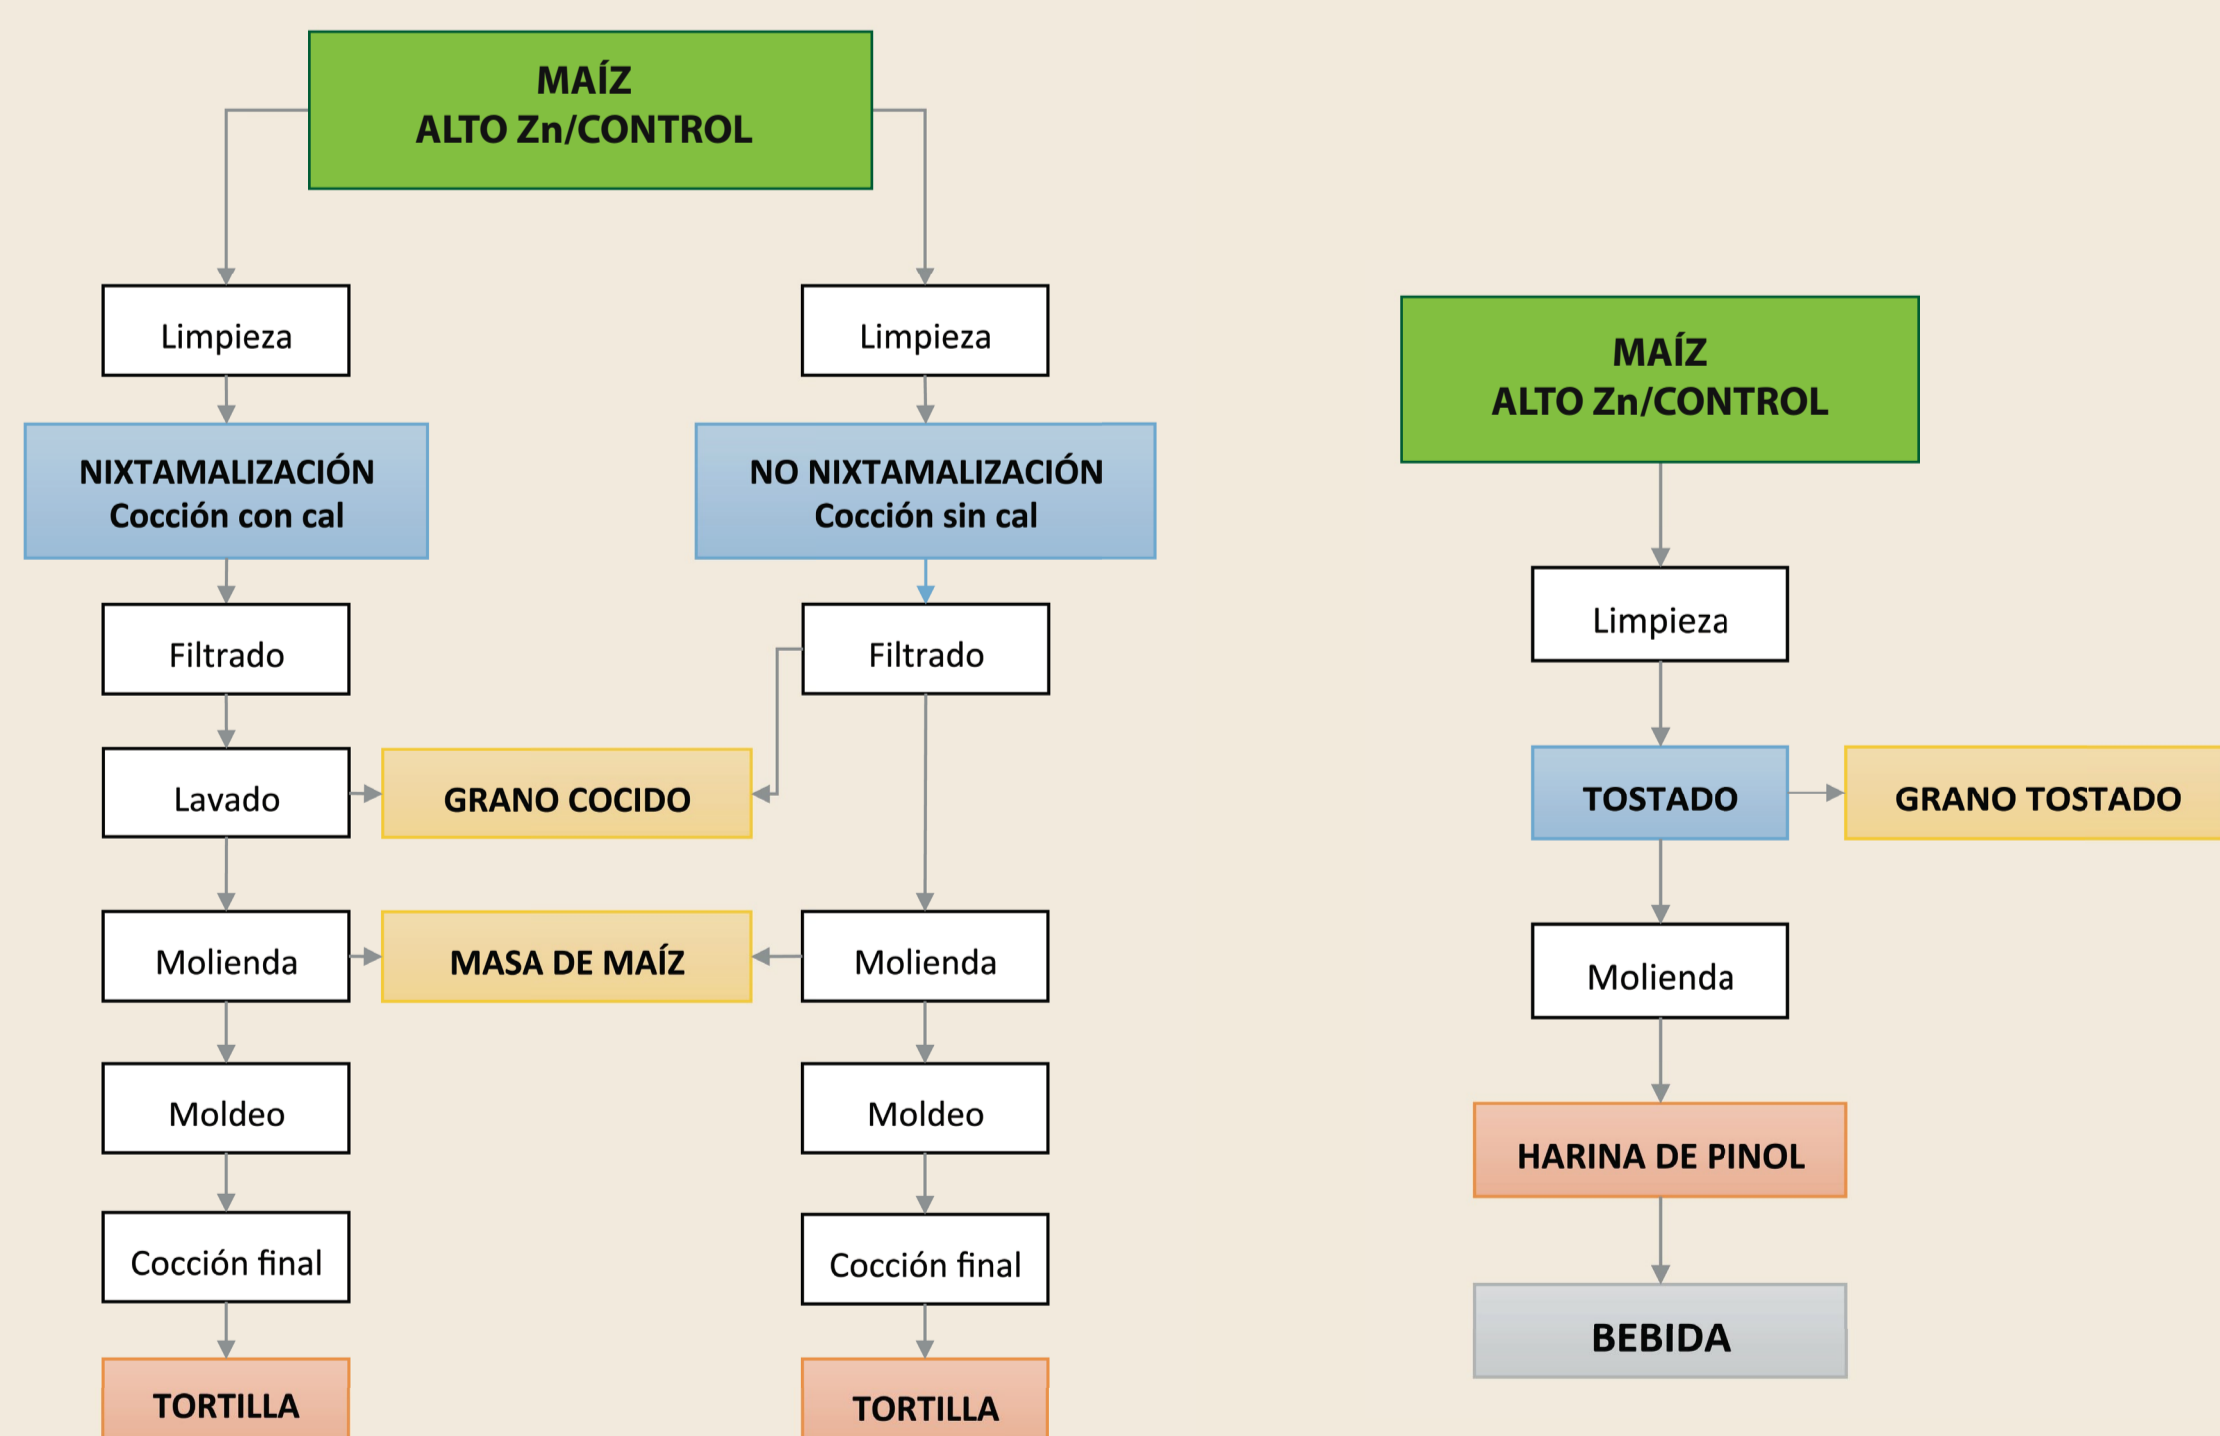 MAÍZ
ALTO Zn/CONTROL
Limpieza
NIXTAMALIZACIÓN
Cocción con cal
Filtrado
Lavado
GRANO COCIDO
Molienda
MASA DE MAÍZ
Moldeo
Cocción final
TORTILLA
Limpieza
NO NIXTAMALIZACIÓN
Cocción sin cal
Filtrado
Molienda
Moldeo
Cocción final
TORTILLA
MAÍZ
ALTO Zn/CONTROL
Limpieza
TOSTADO
GRANO TOSTADO
Molienda
HARINA DE PINOL
BEBIDA